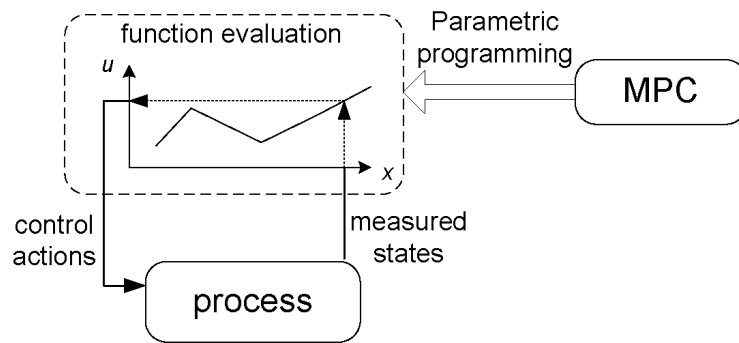 function evaluation
Parametric
programming
MPC
u
x
control
actions
measured
states
process